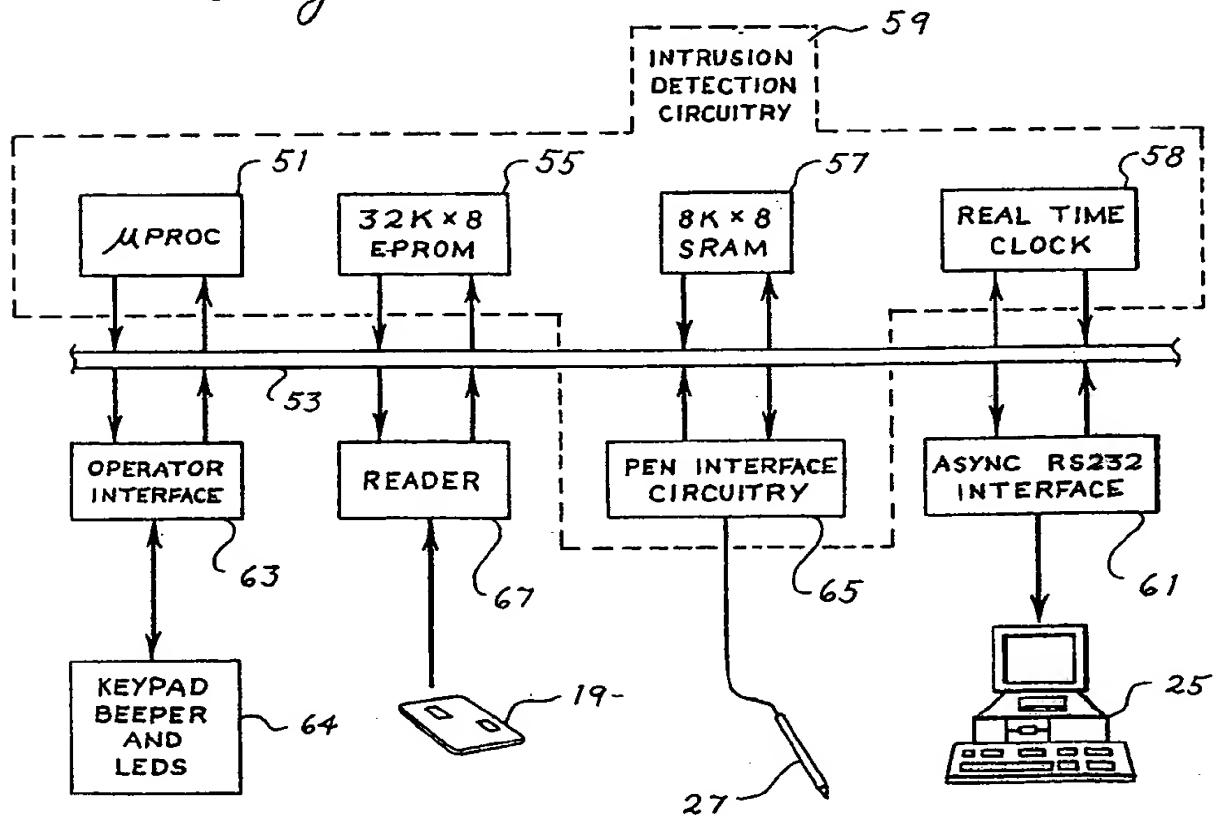 59
INTRUSION
DETECTION
CIRCUITRY
51
55
57
58
μPROC
32K × 8
E-PROM
8K × 8
SRAM
REAL TIME
CLOCK
53
OPERATOR
INTERFACE
READER
PEN INTERFACE
CIRCUITRY
ASYNC RS232
INTERFACE
63
67
65
61
KEYPAD
BEEPER
AND
LEDS
64
19-
27
25